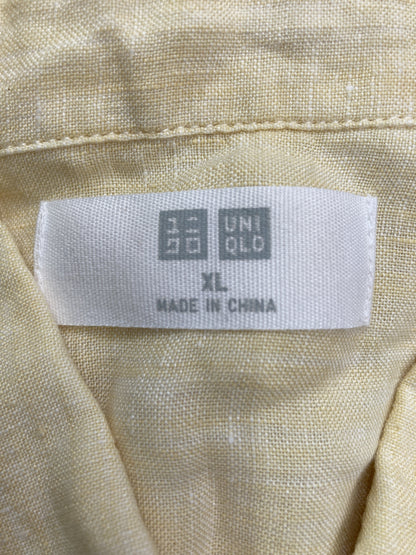 ユニ UNI
クロ QLO
XL
MADE IN CHINA